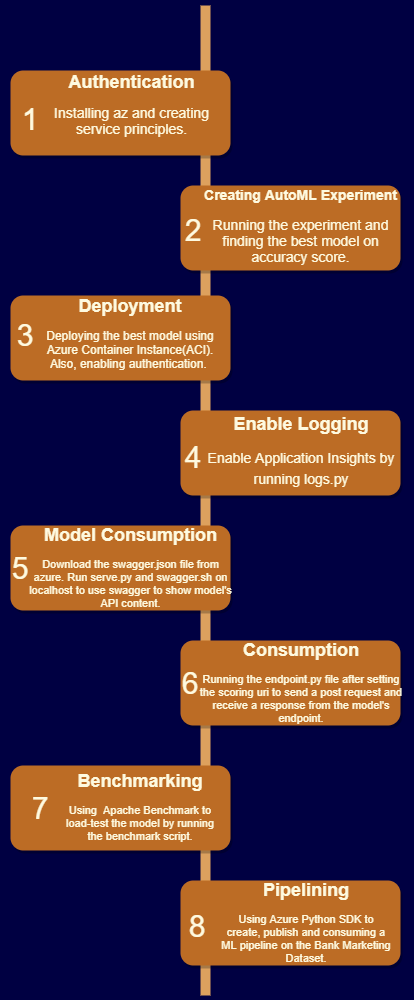 Authentication
1
Installing az and creating
service principles.
Creating AutoML Experiment
2
Running the experiment and
finding the best model on
accuracy score.
Deployment
3
Deploying the best model using
Azure Container Instance(ACI).
Also, enabling authentication.
Enable Logging
4
Enable Application Insights by
running logs.py
Model Consumption
5
Download the swagger.json file from
azure. Run serve.py and swagger.sh on
localhost to use swagger to show model's
API content.
Consumption
6
Running the endpoint.py file after setting
the scoring uri to send a post request and
receive a response from the model's
endpoint.
Benchmarking
7
Using Apache Benchmark to
load-test the model by running
the benchmark script.
Pipelining
8
Using Azure Python SDK to
create, publish and consuming a
ML pipeline on the Bank Marketing
Dataset.